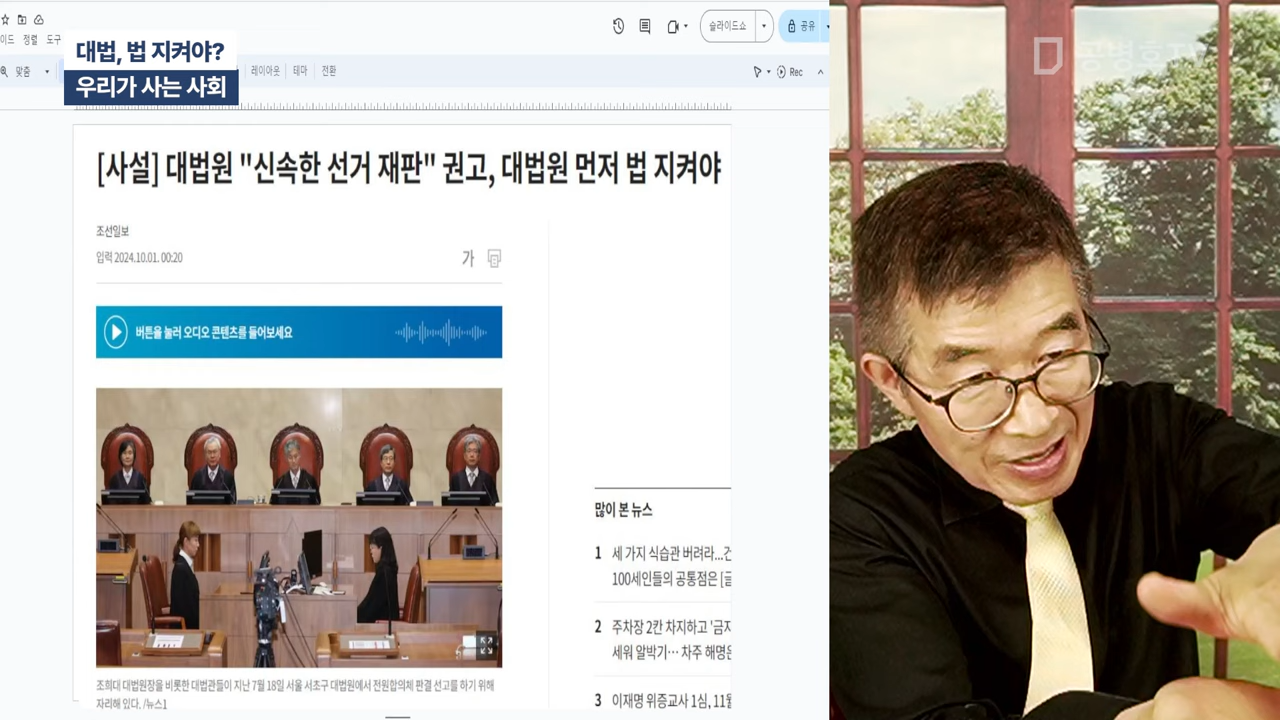 대법, 법 지켜야?
우리가 사는 사회
슬라이드쇼
공유
이드 정렬 도구
맞춤
레이아웃 테마 전환
Rec
공병호TV
[사설] 대법원 "신속한 선거 재판" 권고, 대법원 먼저 법 지켜야
조선일보
입력 2024.10.01. 00:20
가
버튼을 눌러 오디오 콘텐츠를 들어보세요
조희대 대법원장을 비롯한 대법관들이 지난 7월 18일 서울 서초구 대법원에서 전원합의체 판결 선고를 하기 위해
자리해 있다. /뉴스1
많이 본 뉴스
1 세 가지 식습관 버려라...건
100세인들의 공통점은 [금
2 주차장 2칸 차지하고 '금지
세워 알박기… 차주 해명은
3 이재명 위증교사 1심, 11월